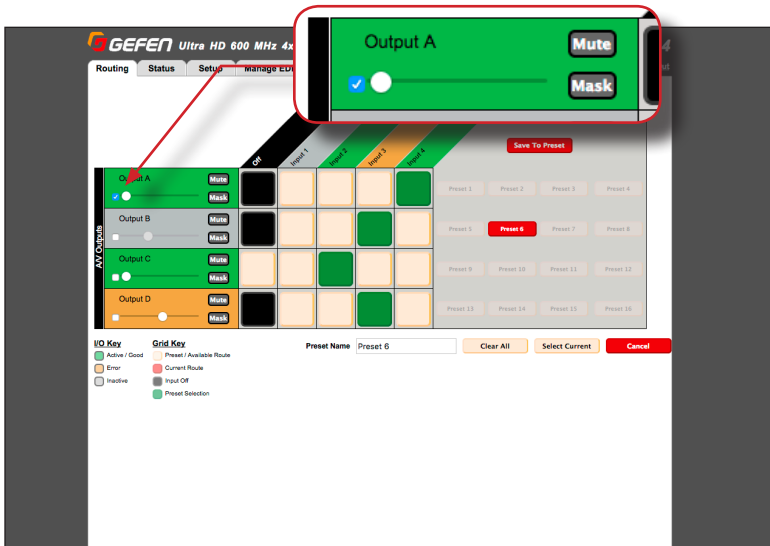 Output A
Mute
Mask
GEFEN Ultra HD 600 MHz 4x
Routing Status Setup Manage
Off Input 1 Input 2 Input 3 Input 4
Save To Preset
A/V Outputs
Output A Mute
Mask
Preset 1 Preset 2 Preset 3 Preset 4
Output B Mute
Mask
Preset 5 Preset 6 Preset 7 Preset 8
Output C Mute
Mask
Preset 9 Preset 10 Preset 11 Preset 12
Output D Mute
Mask
Preset 13 Preset 14 Preset 15 Preset 16
I/O Key Grid Key
Preset Name Preset 6 Clear All Select Current Cancel
Active / Good Preset / Available Route
Error Current Route
Inactive Input Off
Preset Selection